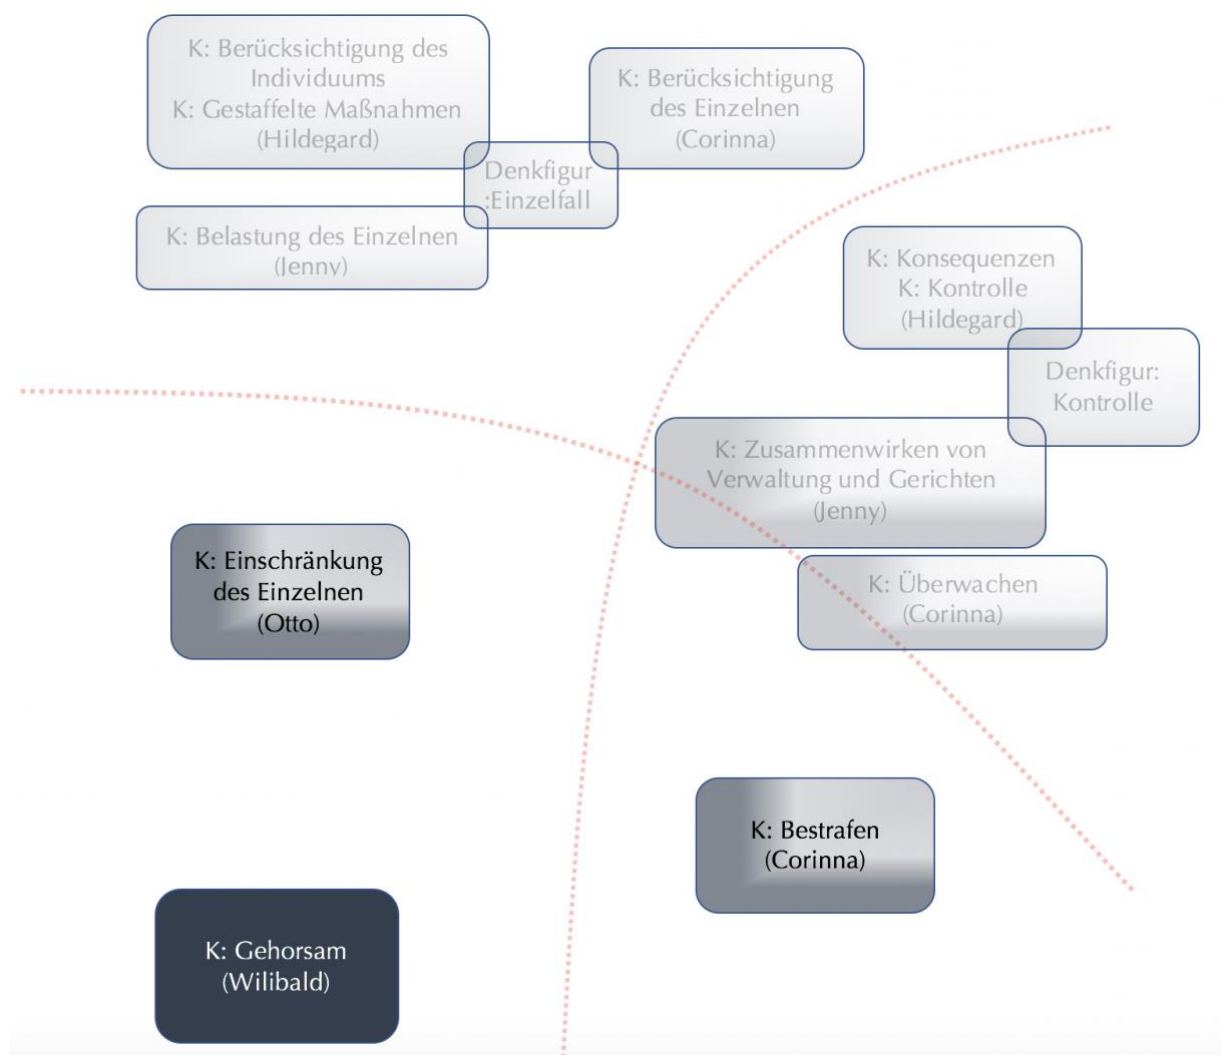 K: Berücksichtigung des
Individuums
K: Gestaffelte Maßnahmen
(Hildegard)
K: Berücksichtigung
des Einzelnen
(Corinna)
Denkfigur
:Einzelfall
K: Belastung des Einzelnen
(Jenny)
K: Konsequenzen
K: Kontrolle
(Hildegard)
Denkfigur:
Kontrolle
K: Zusammenwirken von
Verwaltung und Gerichten
(Jenny)
K: Einschränkung
des Einzelnen
(Otto)
K: Überwachen
(Corinna)
K: Bestrafen
(Corinna)
K: Gehorsam
(Wilibald)